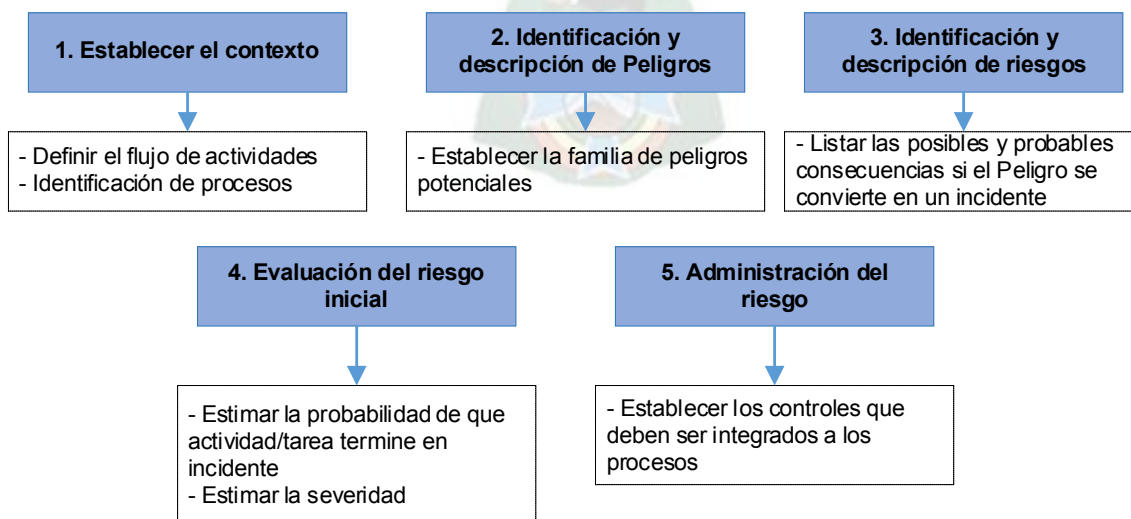 1. Establecer el contexto
2. Identificación y
descripción de Peligros
3. Identificación y
descripción de riesgos
- Definir el flujo de actividades
- Identificación de procesos
- Establecer la familia de peligros
potenciales
- Listar las posibles y probables
consecuencias si el Peligro se
convierte en un incidente
4. Evaluación del riesgo
inicial
5. Administración del
riesgo
- Estimar la probabilidad de que
actividad/tarea termine en
incidente
- Estimar la severidad
- Establecer los controles que
deben ser integrados a los
procesos